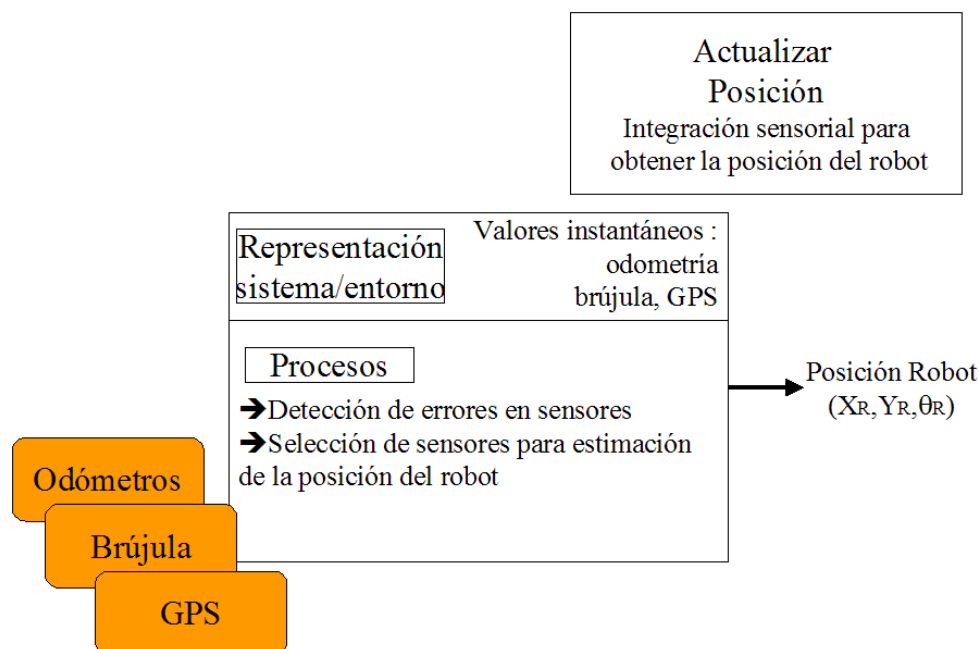 Actualizar
Posición
Integración sensorial para
obtener la posición del robot
Representación
sistema/entorno
Valores instantáneos :
odometría
brújula, GPS
Procesos
➔Detección de errores en sensores
➔Selección de sensores para estimación
de la posición del robot
Posición Robot
(XR,YR,θR)
Odómetros
Brújula
GPS